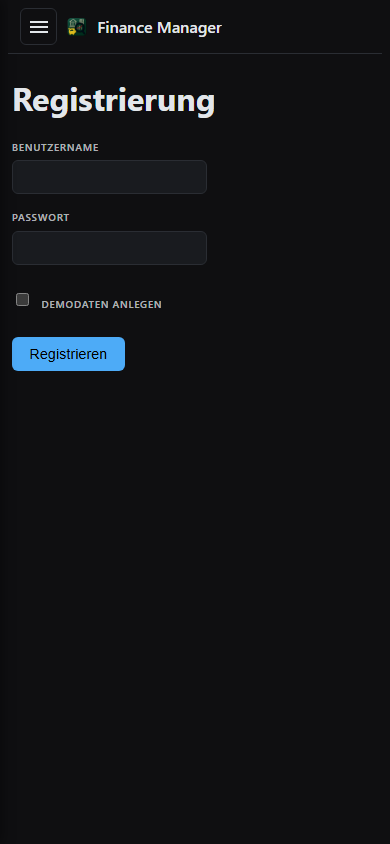 Finance Manager
Registrierung
BENUTZERNAME
PASSWORT
DEMODATEN ANLEGEN
Registrieren